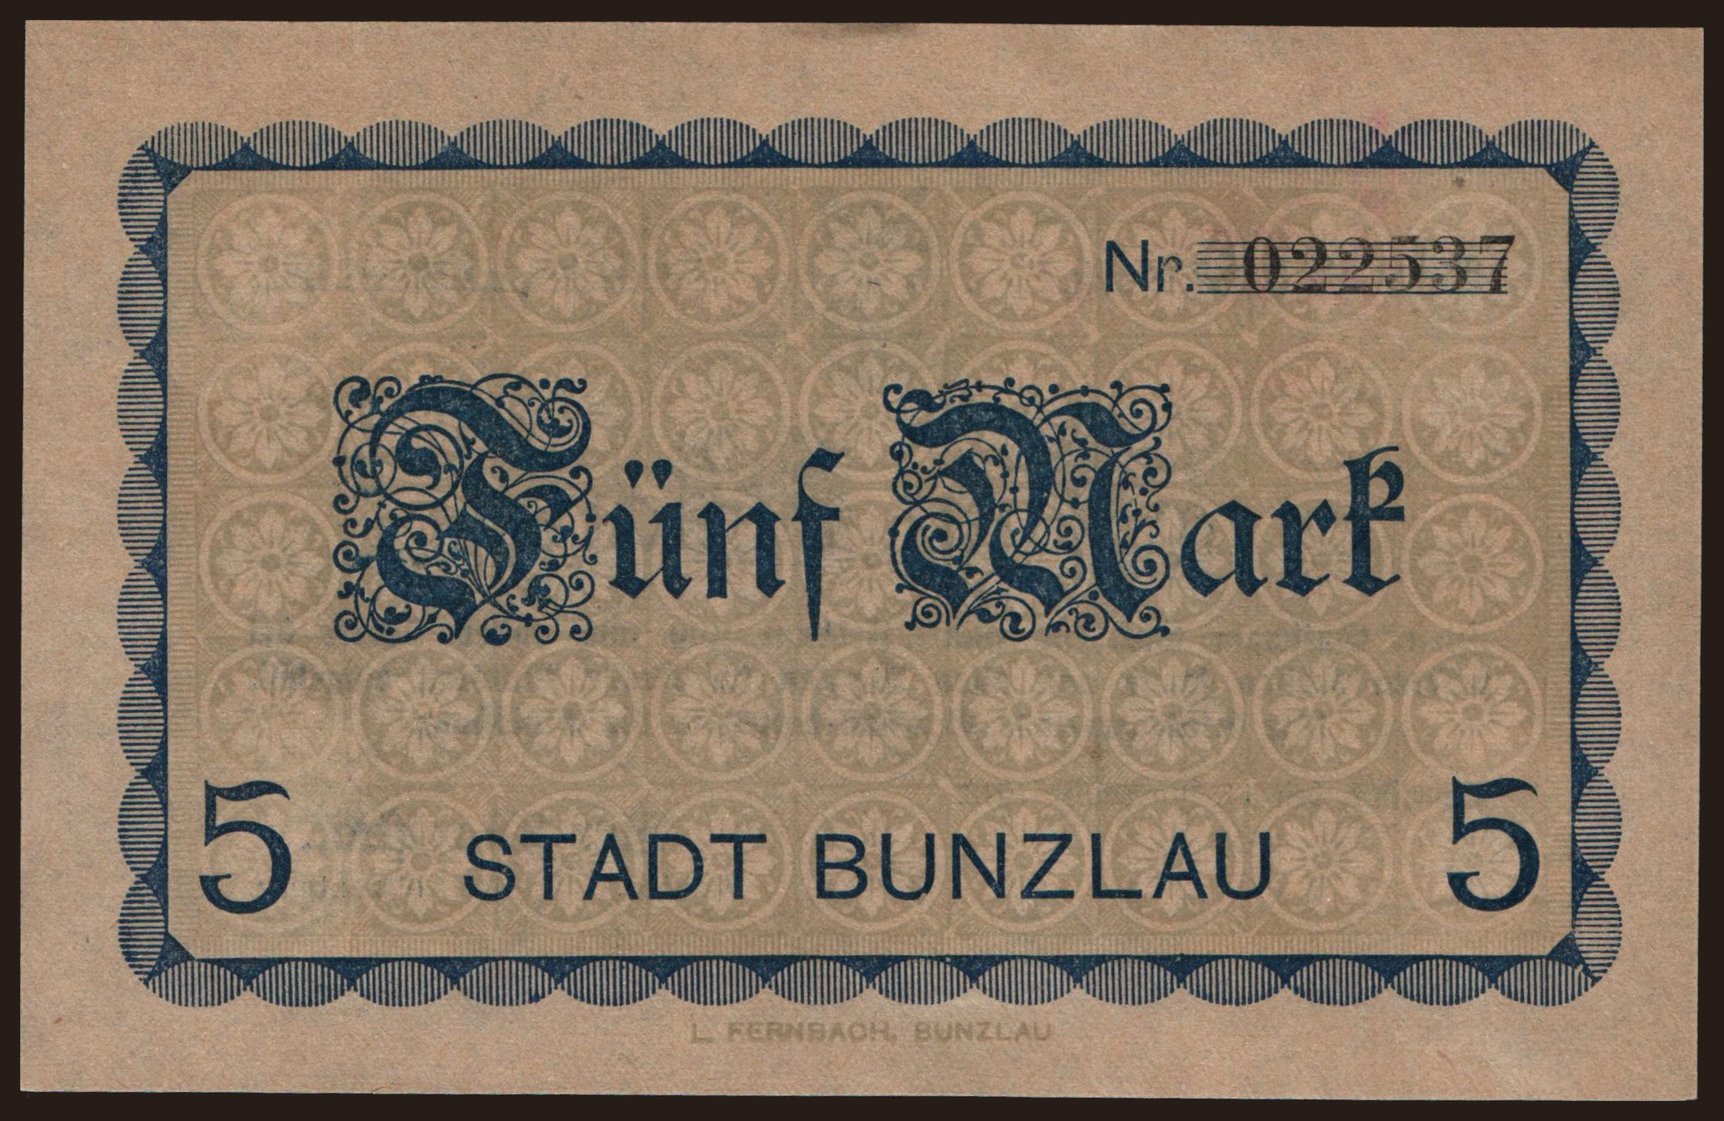 Nr. 022537
Fünf Mark
5 STADT BUNZLAU 5
L. FERNBACH, BUNZLAU